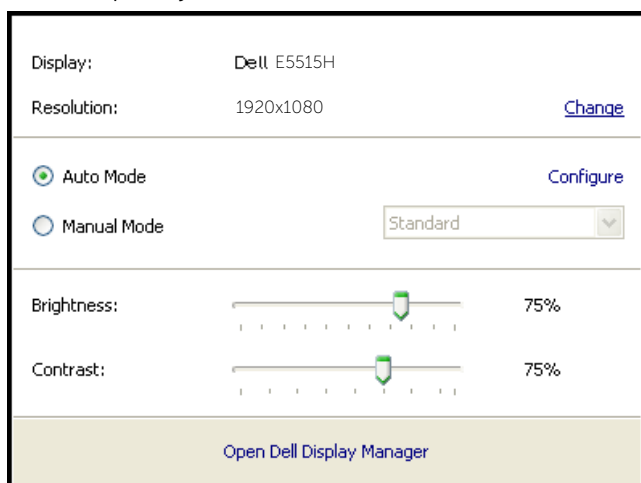 Display: Dell E5515H
Resolution: 1920x1080 Change
Auto Mode Configure
Manual Mode Standard
Brightness: 75%
Contrast: 75%
Open Dell Display Manager